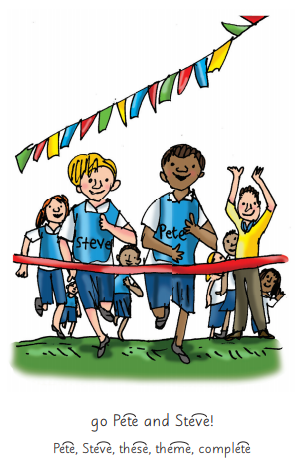 Steve
Pete
go Pete and Steve!
Pete, Steve, these, theme, complete